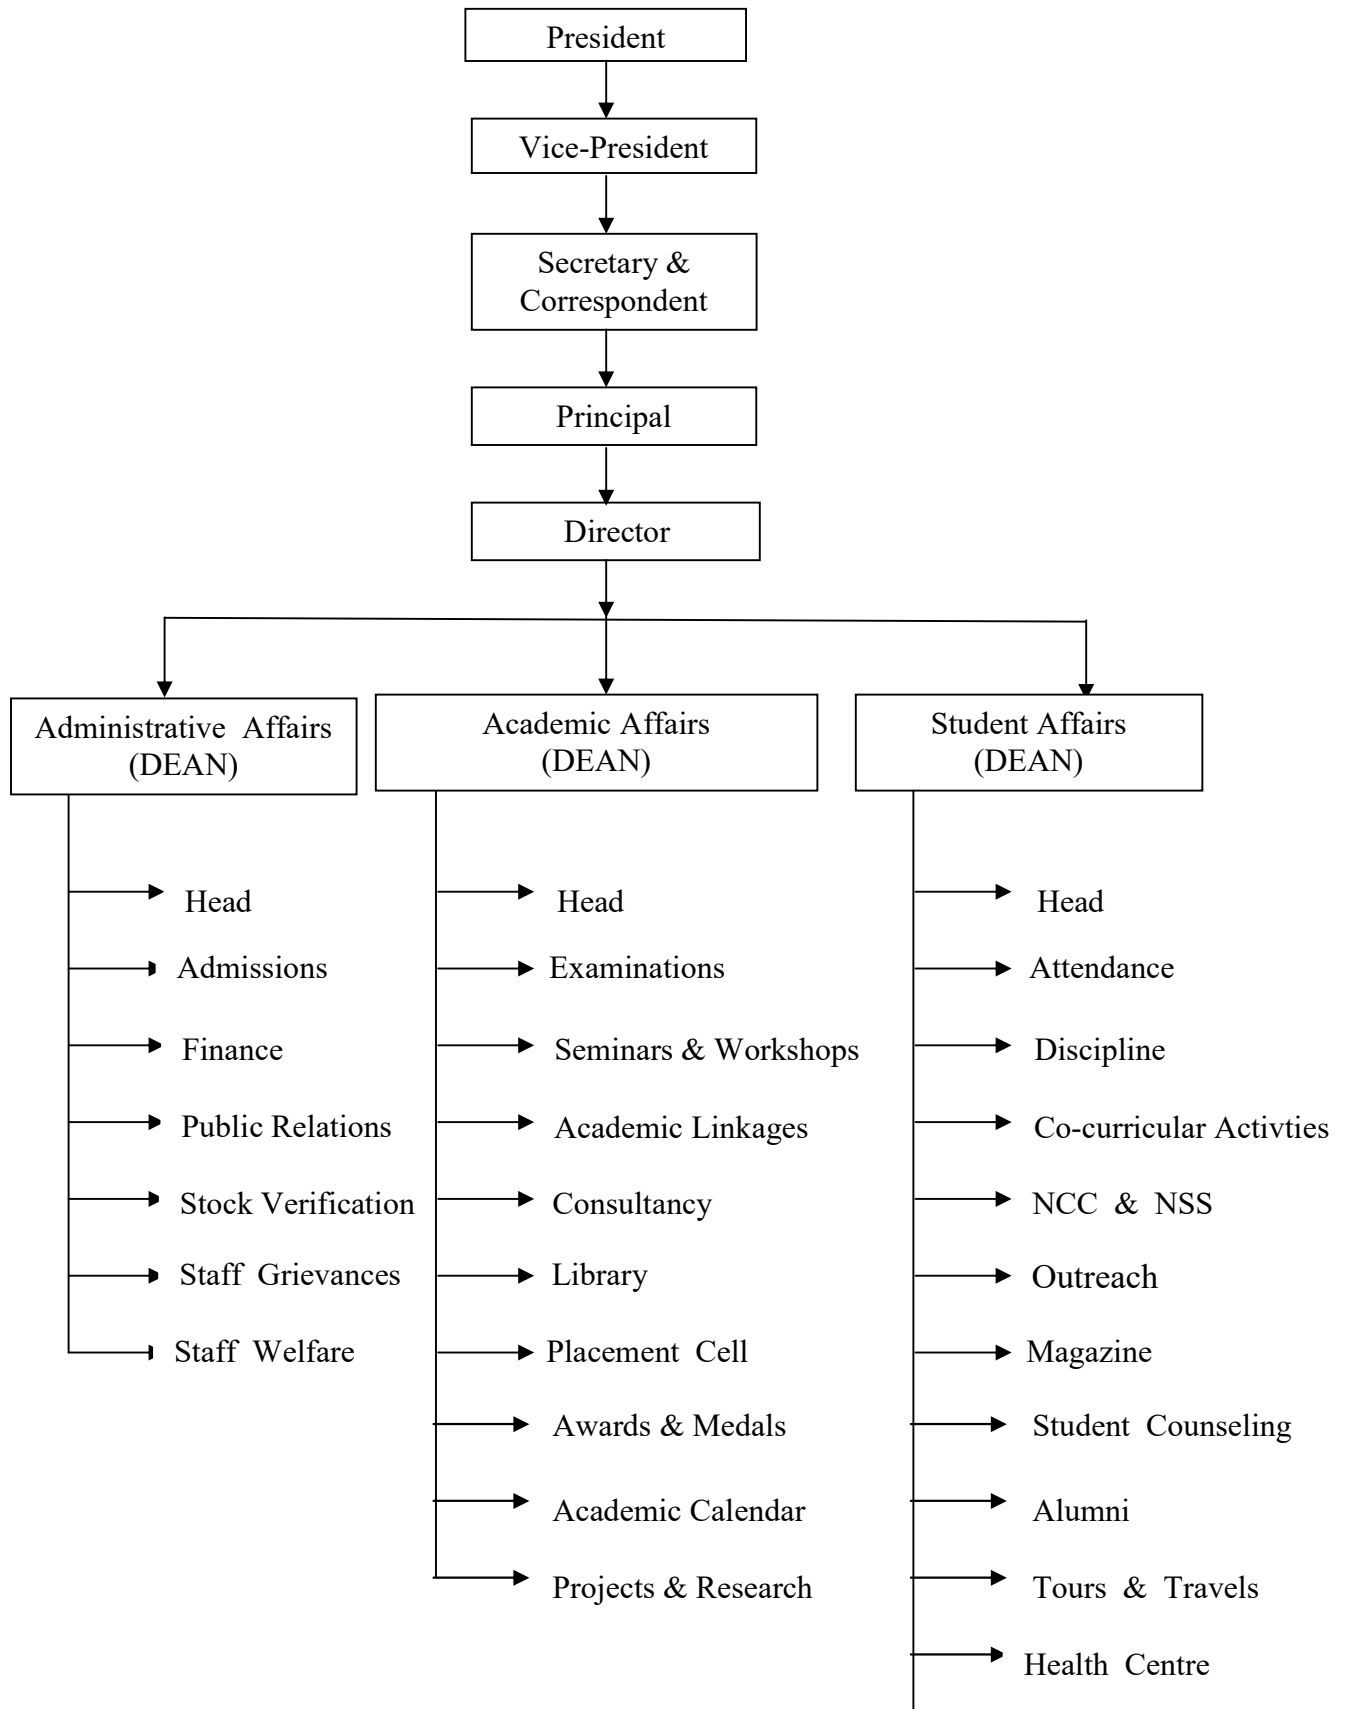 President
Vice-President
Secretary &
Correspondent
Principal
Director
Administrative Affairs
(DEAN)
Academic Affairs
(DEAN)
Student Affairs
(DEAN)
Head
Admissions
Finance
Public Relations
Stock Verification
Staff Grievances
Staff Welfare
Head
Examinations
Seminars & Workshops
Academic Linkages
Consultancy
Library
Placement Cell
Awards & Medals
Academic Calendar
Projects & Research
Head
Attendance
Discipline
Co-curricular Activties
NCC & NSS
Outreach
Magazine
Student Counseling
Alumni
Tours & Travels
Health Centre